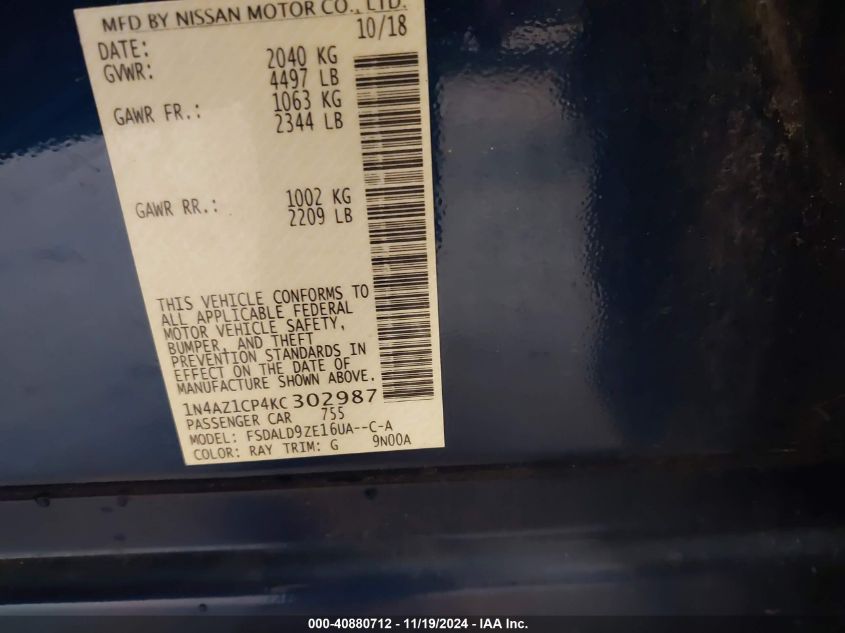 MFD BY NISSAN MOTOR CO., LTD.
DATE: 10/18
GVWR: 2040 KG
4497 LB
GAWR FR.: 1063 KG
2344 LB
GAWR RR.: 1002 KG
2209 LB
THIS VEHICLE CONFORMS TO
ALL APPLICABLE FEDERAL
MOTOR VEHICLE SAFETY,
BUMPER, AND THEFT
PREVENTION STANDARDS IN
EFFECT ON THE DATE OF
MANUFACTURE SHOWN ABOVE.
1N4AZ1CP4KC302987
PASSENGER CAR 755
MODEL: FSDALD9ZE16UA--C-A
COLOR: RAY TRIM: G 9N00A
000-40880712 - 11/19/2024 - IAA Inc.